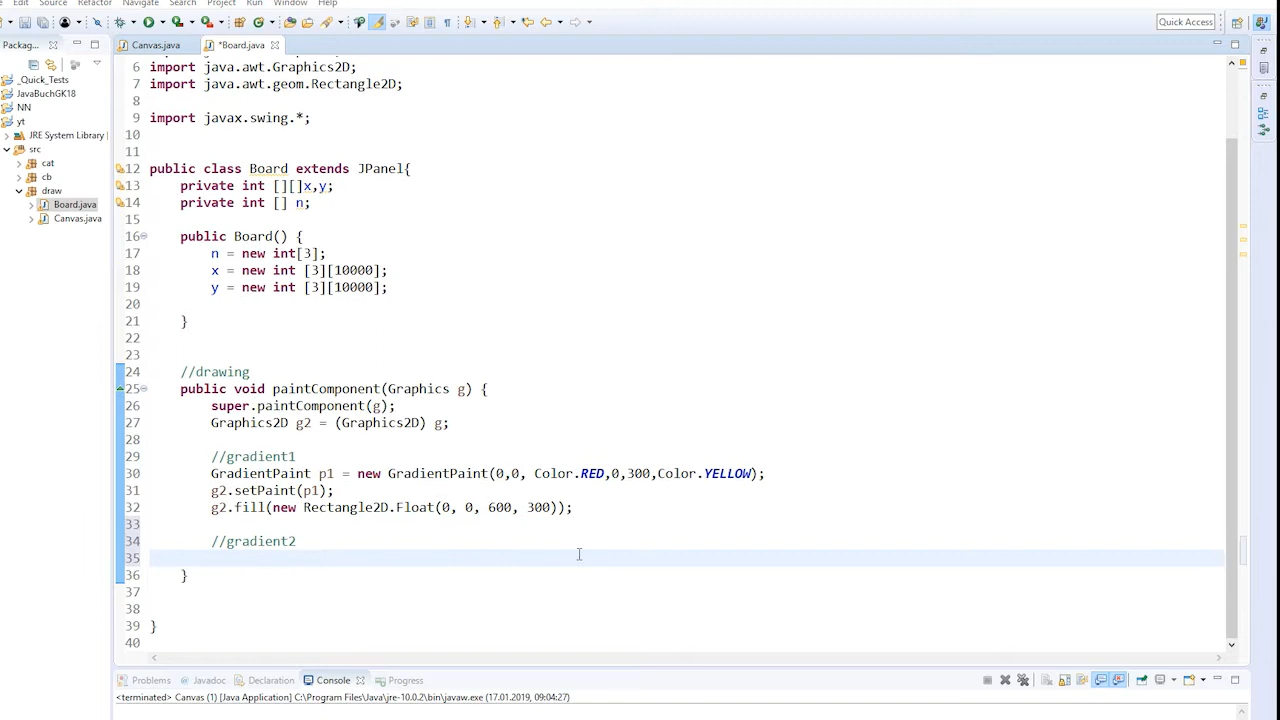 Edit Source Refactor Navigate Search Project Run Window Help
Quick Access
Packag...
Canvas.java *Board.java
_Quick_Tests
JavaBuchGK18
NN
yt
JRE System Library [
src
cat
cb
draw
Board.java
Canvas.java
6 import java.awt.Graphics2D;
7 import java.awt.geom.Rectangle2D;
8
9 import javax.swing.*;
10
11
12 public class Board extends JPanel{
13 private int [][]x,y;
14 private int [] n;
15
16 public Board() {
17 n = new int[3];
18 x = new int [3][10000];
19 y = new int [3][10000];
20
21 }
22
23
24 //drawing
25 public void paintComponent(Graphics g) {
26 super.paintComponent(g);
27 Graphics2D g2 = (Graphics2D) g;
28
29 //gradient1
30 GradientPaint p1 = new GradientPaint(0,0, Color.RED,0,300,Color.YELLOW);
31 g2.setPaint(p1);
32 g2.fill(new Rectangle2D.Float(0, 0, 600, 300));
33
34 //gradient2
35
36 }
37
38
39 }
40
Problems Javadoc Declaration Console Progress
<terminated> Canvas (1) [Java Application] C:\Program Files\Java\jre-10.0.2\bin\javaw.exe (17.01.2019, 09:04:27)